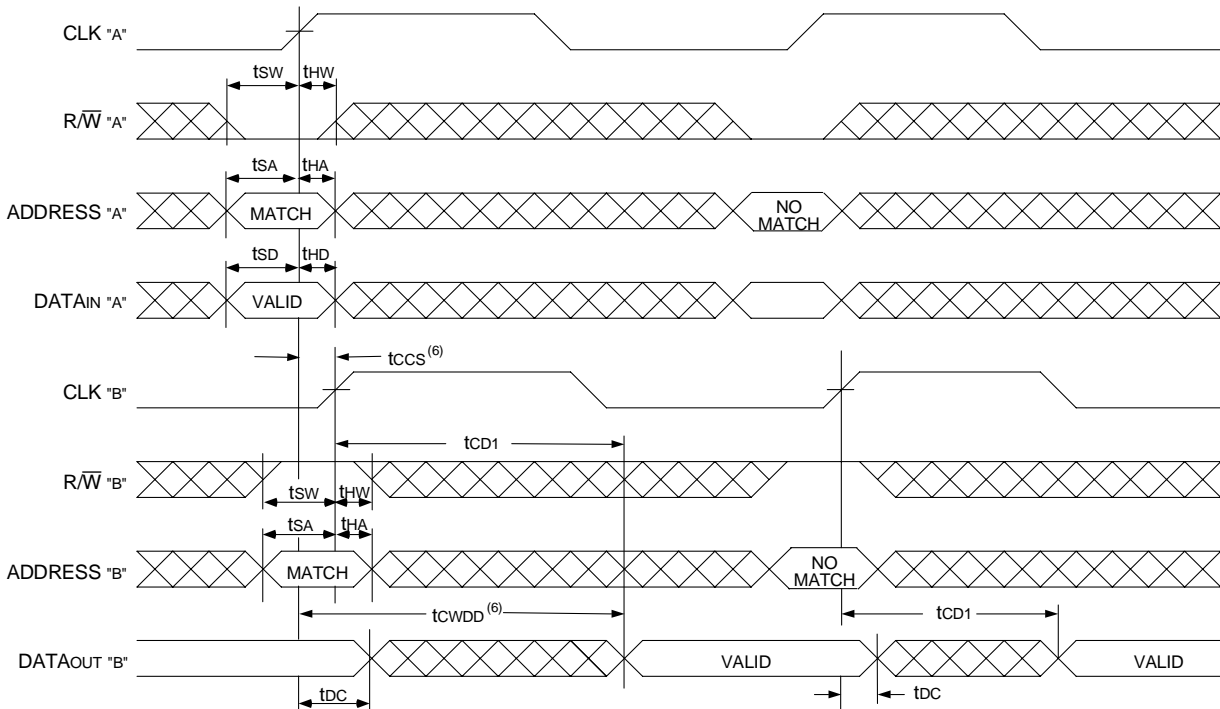 CLK "A"
tSW tHW
R/W̅ "A"
tSA tHA
ADDRESS "A" MATCH NO MATCH
tSD tHD
DATAIN "A" VALID
tCCS (6)
CLK "B"
tCD1
R/W̅ "B"
tSW tHW
tSA tHA
ADDRESS "B" MATCH NO MATCH
tCWDD (6) tCD1
DATAOUT "B" VALID VALID
tDC tDC